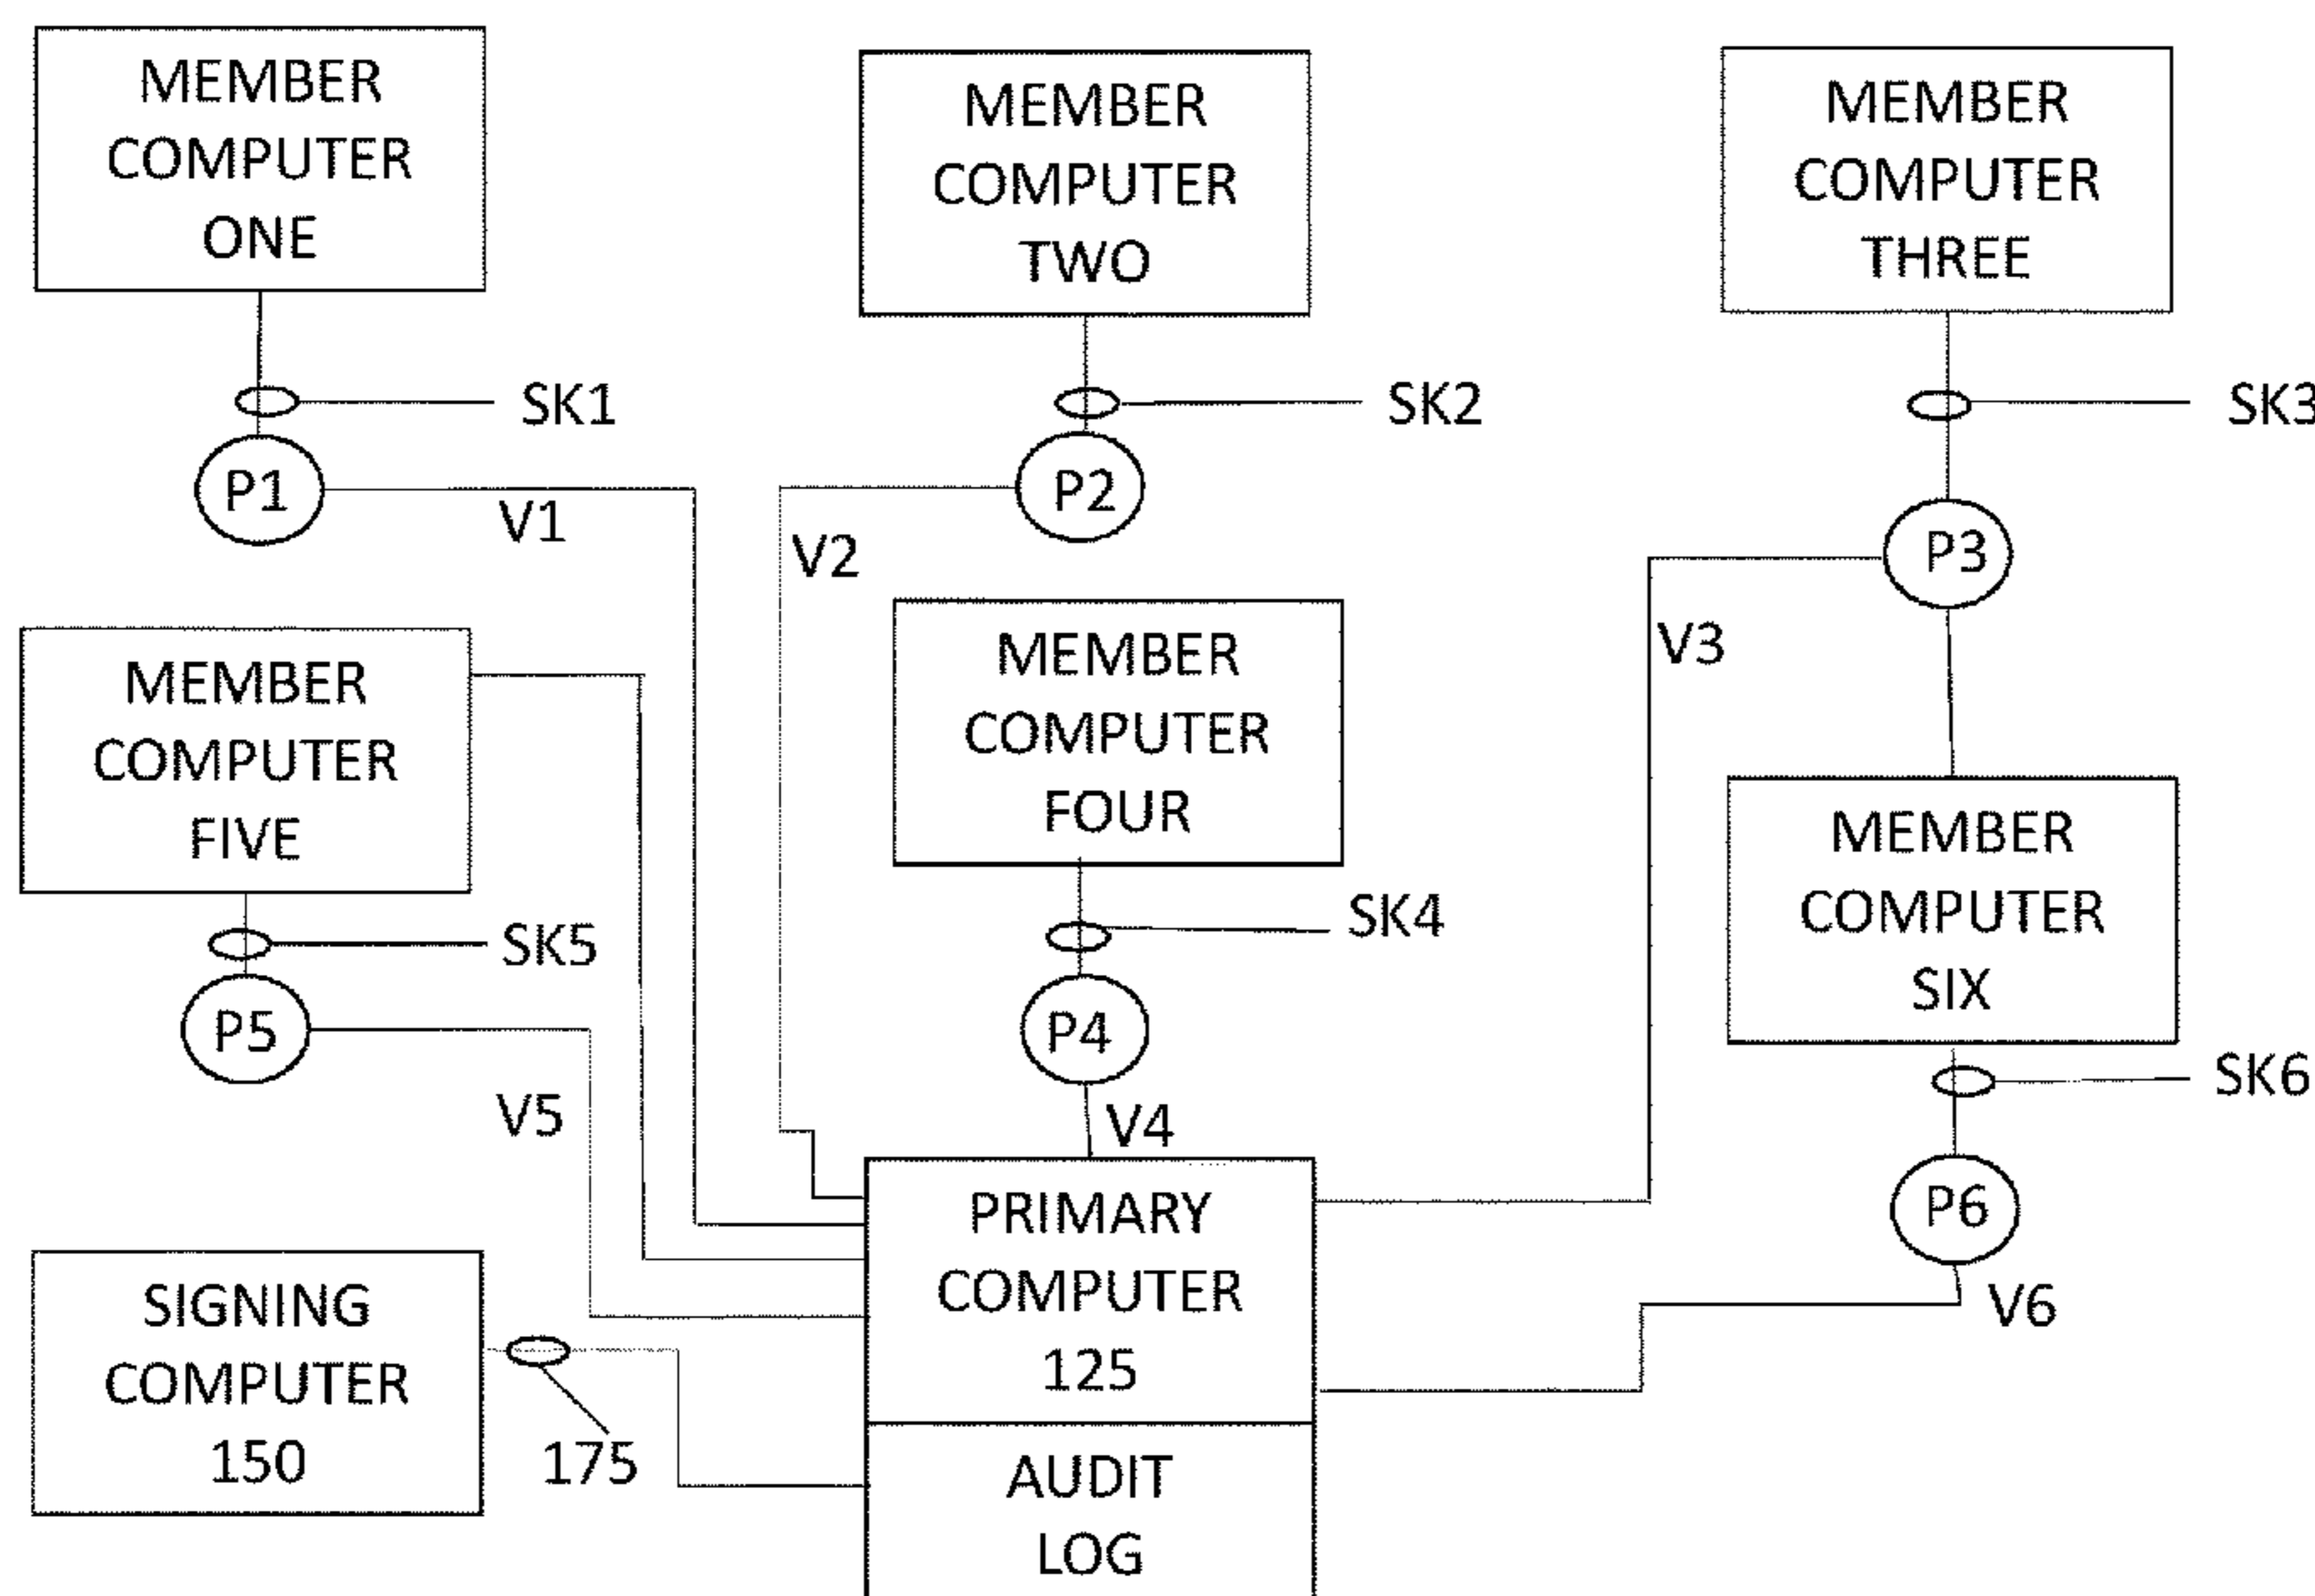 MEMBER
COMPUTER
ONE
MEMBER
COMPUTER
TWO
MEMBER
COMPUTER
THREE
SK1
SK2
SK3
P1
V1
P2
V2
P3
V3
MEMBER
COMPUTER
FIVE
MEMBER
COMPUTER
FOUR
MEMBER
COMPUTER
SIX
SK5
SK4
SK6
P5
V5
P4
V4
P6
V6
SIGNING
COMPUTER
150
175
PRIMARY
COMPUTER
125
AUDIT
LOG